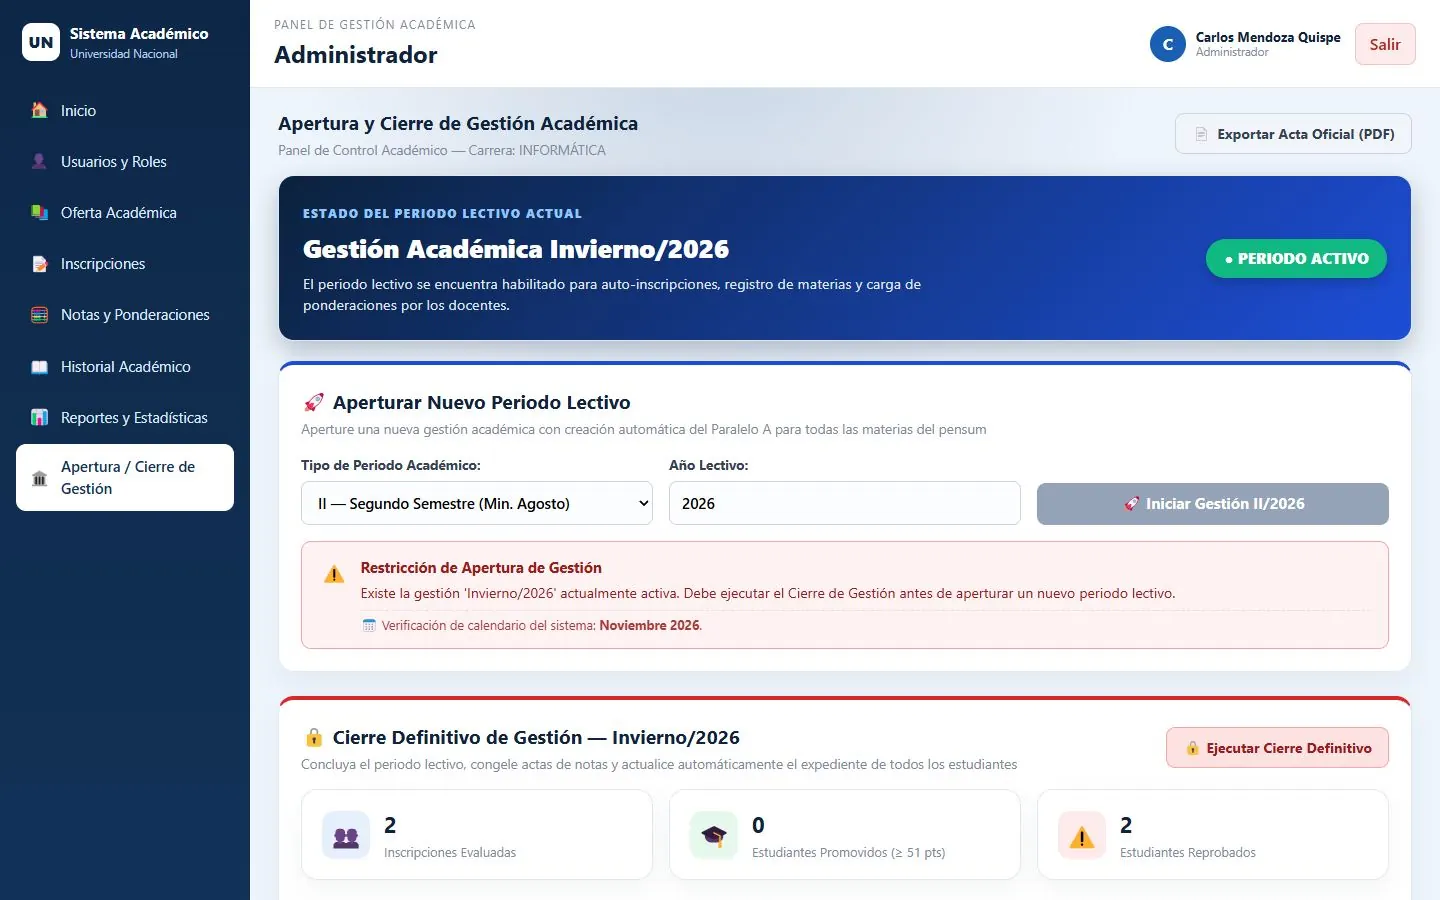 UN
Sistema Académico
Universidad Nacional
Inicio
Usuarios y Roles
Oferta Académica
Inscripciones
Notas y Ponderaciones
Historial Académico
Reportes y Estadísticas
Apertura / Cierre de
Gestión
PANEL DE GESTIÓN ACADÉMICA
Administrador
C
Carlos Mendoza Quispe
Administrador
Salir
Apertura y Cierre de Gestión Académica
Panel de Control Académico — Carrera: INFORMÁTICA
Exportar Acta Oficial (PDF)
ESTADO DEL PERIODO LECTIVO ACTUAL
Gestión Académica Invierno/2026
El periodo lectivo se encuentra habilitado para auto-inscripciones, registro de materias y carga de
ponderaciones por los docentes.
● PERIODO ACTIVO
Aperturar Nuevo Periodo Lectivo
Aperture una nueva gestión académica con creación automática del Paralelo A para todas las materias del pensum
Tipo de Periodo Académico:
II — Segundo Semestre (Min. Agosto)
Año Lectivo:
2026
Iniciar Gestión II/2026
Restricción de Apertura de Gestión
Existe la gestión 'Invierno/2026' actualmente activa. Debe ejecutar el Cierre de Gestión antes de aperturar un nuevo periodo lectivo.
Verificación de calendario del sistema: Noviembre 2026.
Cierre Definitivo de Gestión — Invierno/2026
Concluya el periodo lectivo, congele actas de notas y actualice automáticamente el expediente de todos los estudiantes
Ejecutar Cierre Definitivo
2
Inscripciones Evaluadas
0
Estudiantes Promovidos (≥ 51 pts)
2
Estudiantes Reprobados